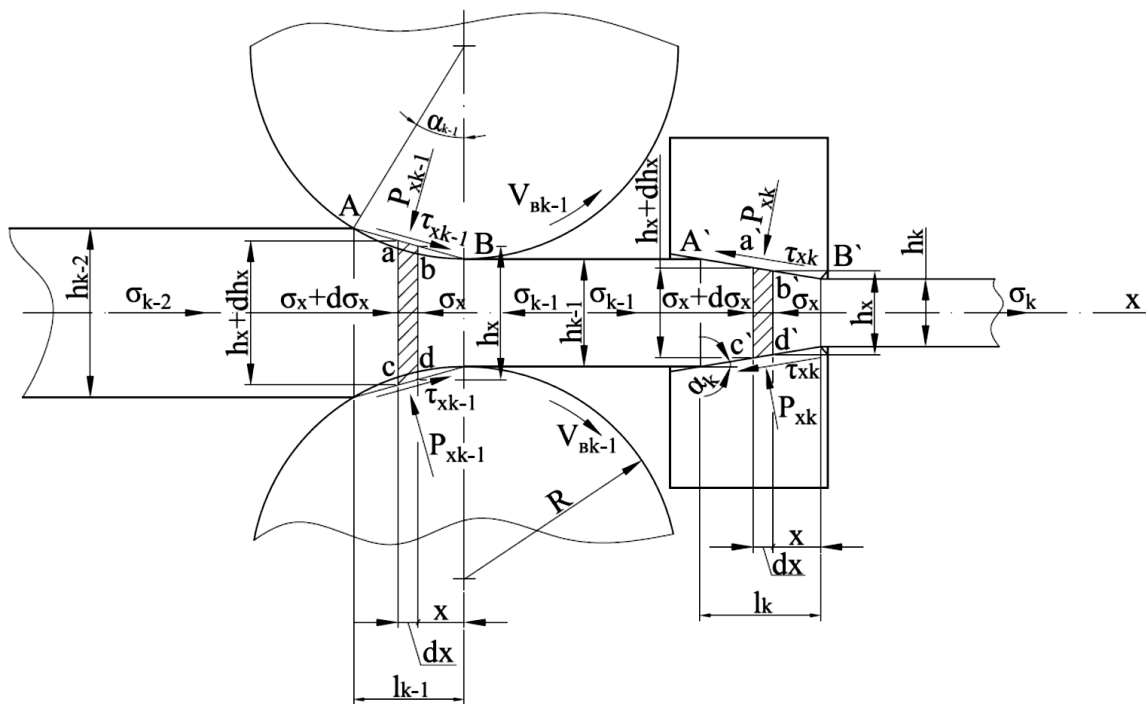 α_{k-1}
P_{xk-1}
V_{вk-1}
A
τ_{xk-1}
B
a
b
h_{k-2}
h_x+dh_x
σ_{k-2}
σ_x+dσ_x
σ_x
σ_{k-1}
h_x
c
d
τ_{xk-1}
P_{xk-1}
V_{вk-1}
R
x
dx
l_{k-1}
h_{k-1}
σ_{k-1}
h_x+dh_x
P_{xk}
A`
a`
τ_{xk}
B`
b`
h_k
σ_x+dσ_x
σ_x
h_x
σ_k
x
c`
d`
α_k
τ_{xk}
P_{xk}
x
dx
l_k